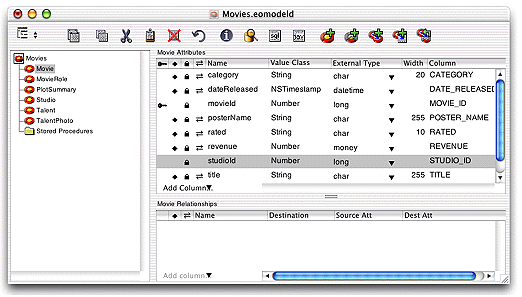 Movies.eomodeld
sql
Movies
Movie
MovieRole
PlotSummary
Studio
Talent
TalentPhoto
Stored Procedures
Movie Attributes
Name Value Class External Type Width Column
category String char 20 CATEGORY
dateReleased NSTimestamp datetime DATE_RELEASED
movieId Number long MOVIE_ID
posterName String char 255 POSTER_NAME
rated String char 10 RATED
revenue Number money REVENUE
studioId Number long STUDIO_ID
title String char 255 TITLE
Add Column
Movie Relationships
Name Destination Source Att Dest Att
Add column